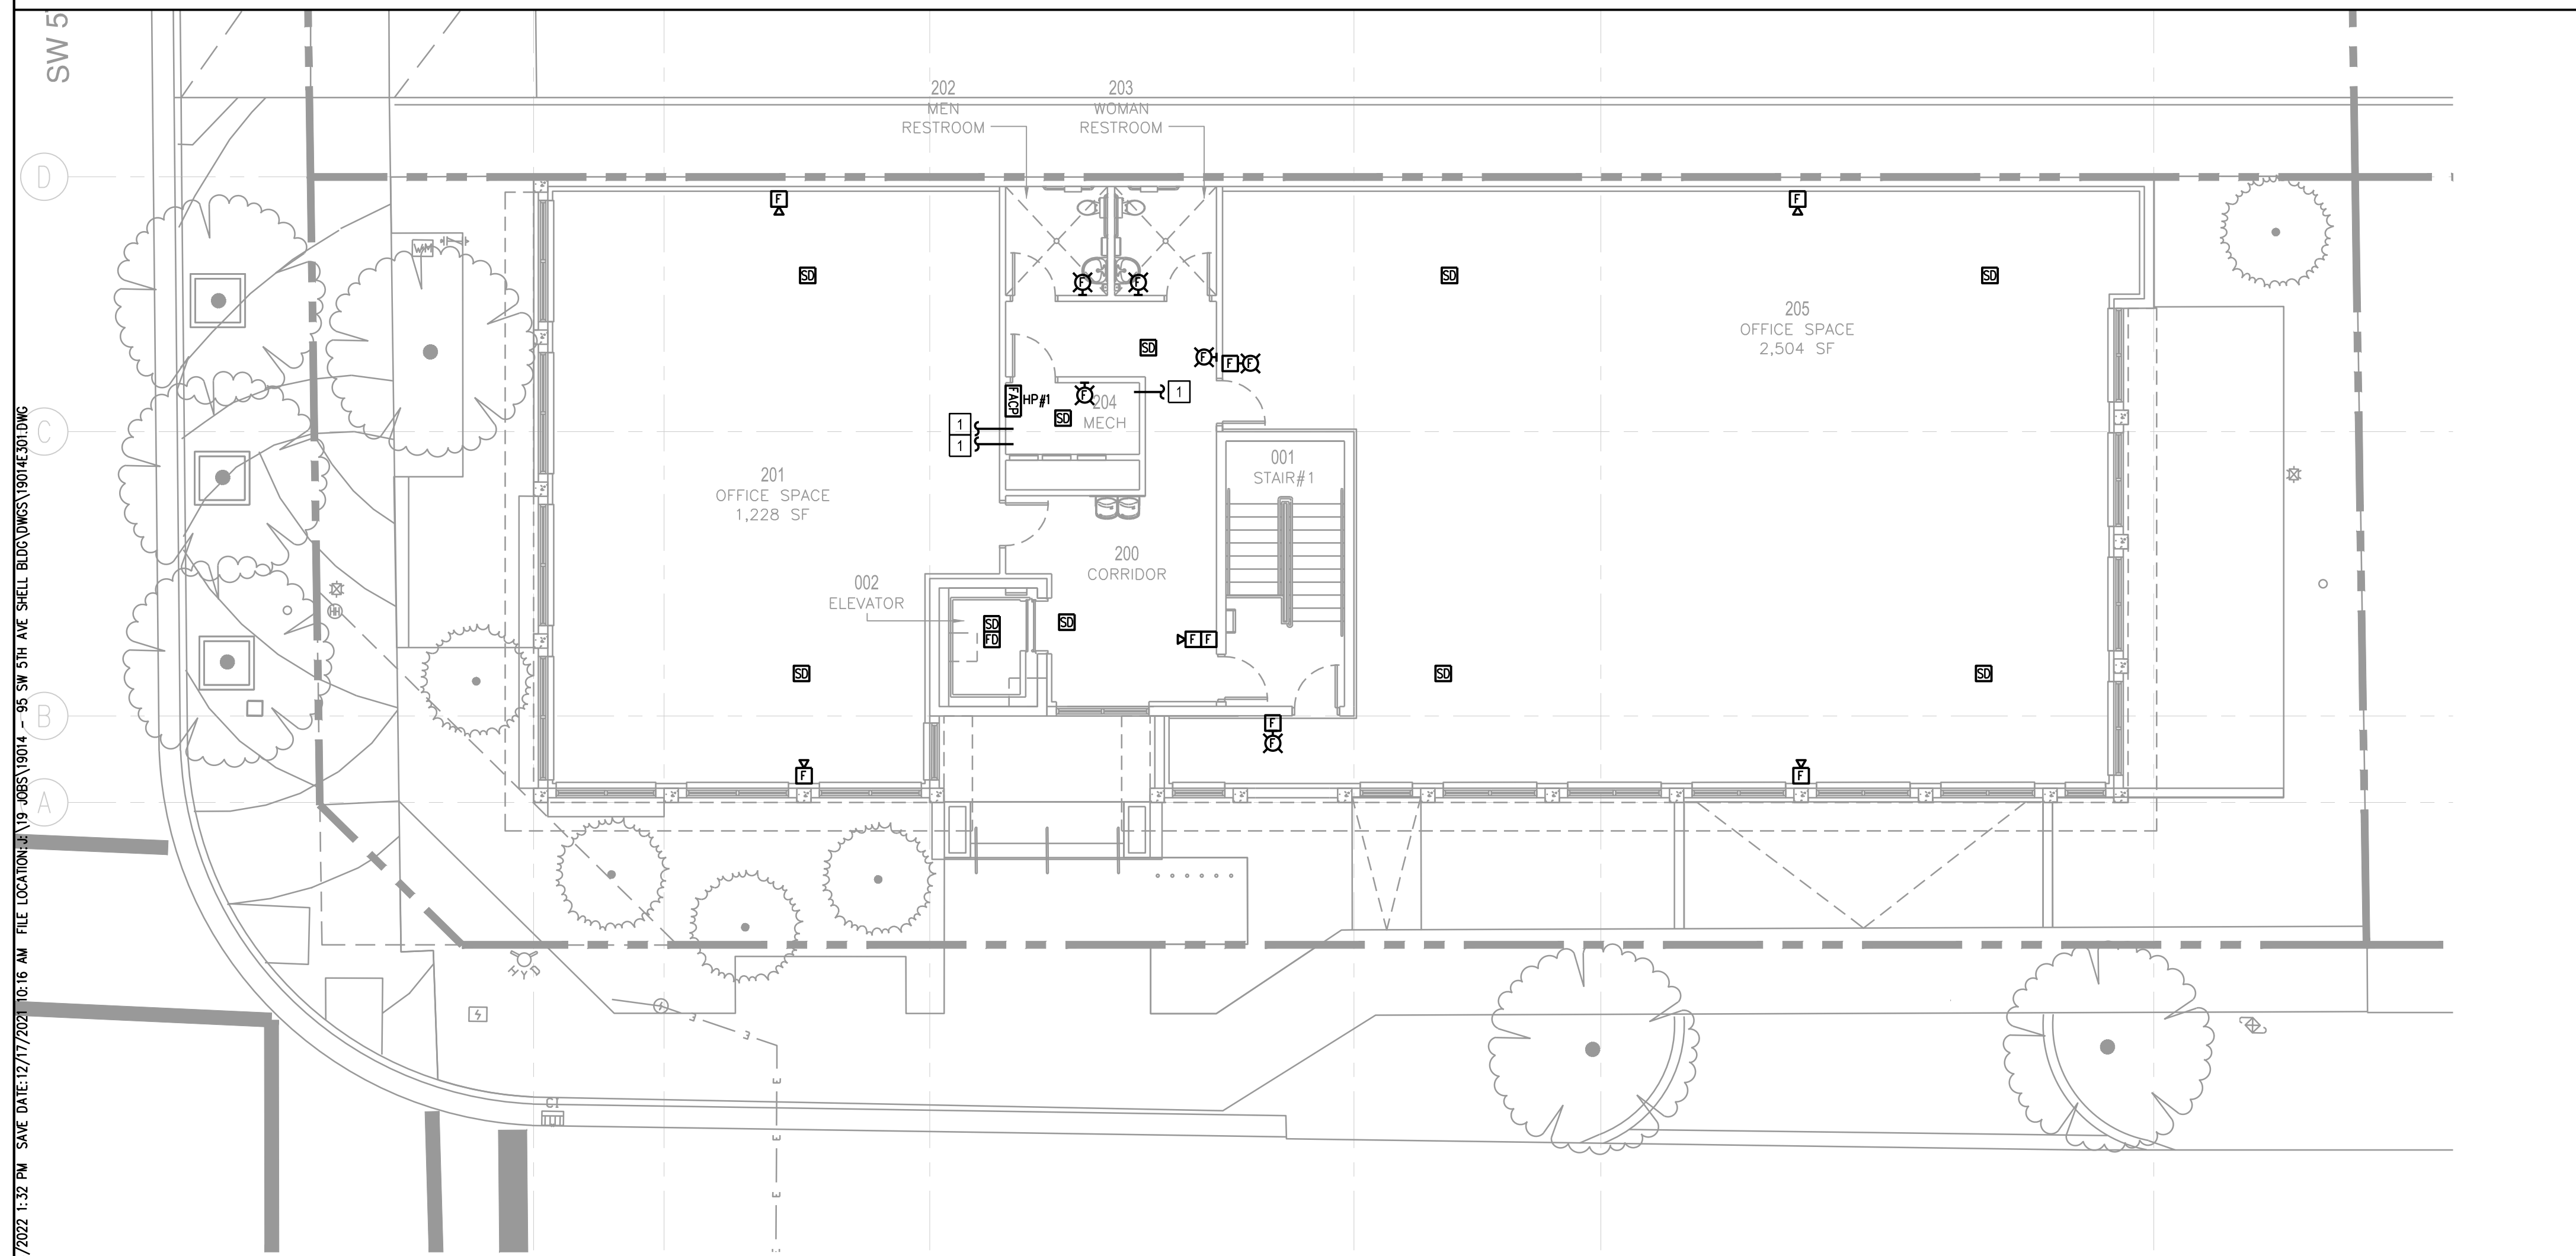 SW 5
202
MEN
RESTROOM
203
WOMAN
RESTROOM
D
F
F
WM
SD
SD
SD
F
F
205
OFFICE SPACE
2,504 SF
SD
F
F
F
FACP
HP#1
F
1
204
MECH
SD
C
1
1
201
OFFICE SPACE
1,228 SF
001
STAIR#1
200
CORRIDOR
002
ELEVATOR
HH
SD
FD
SD
F
F
SD
SD
SD
B
F
F
A
F
F
HYD
E
E
E
E
E
E
CI
/2022 1:32 PM SAVE DATE:12/17/2021 10:16 AM FILE LOCATION:J:\19 JOBS\19014 - 95 SW 5TH AVE SHELL BLDG\DWGS\19014E301.DWG